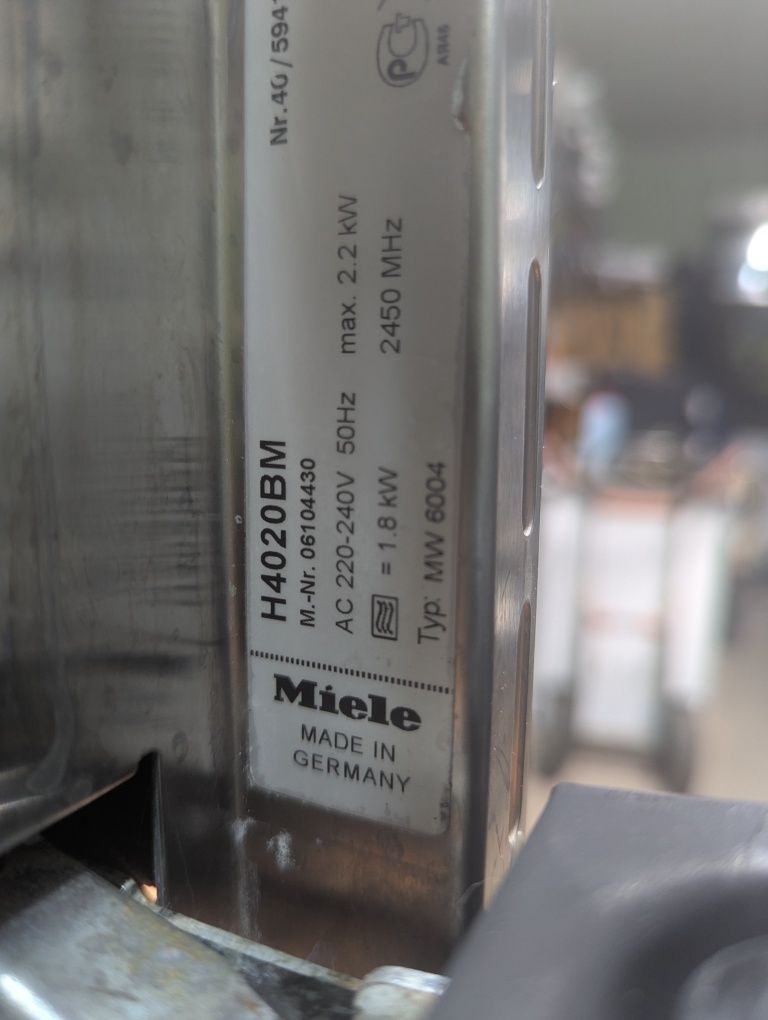 Miele
MADE IN
GERMANY
H4020BM
M.-Nr. 06104430
Nr.40/594
AC 220-240V 50Hz max. 2.2 kW
= 1.8 kW 2450 MHz
Typ: MW 6004